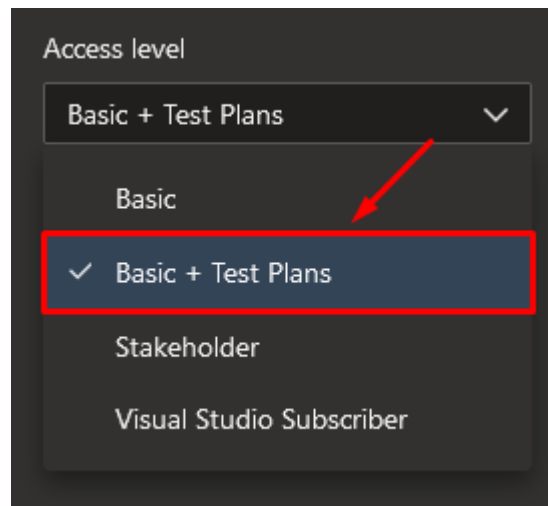 Access level
Basic + Test Plans
Basic
Basic + Test Plans
Stakeholder
Visual Studio Subscriber